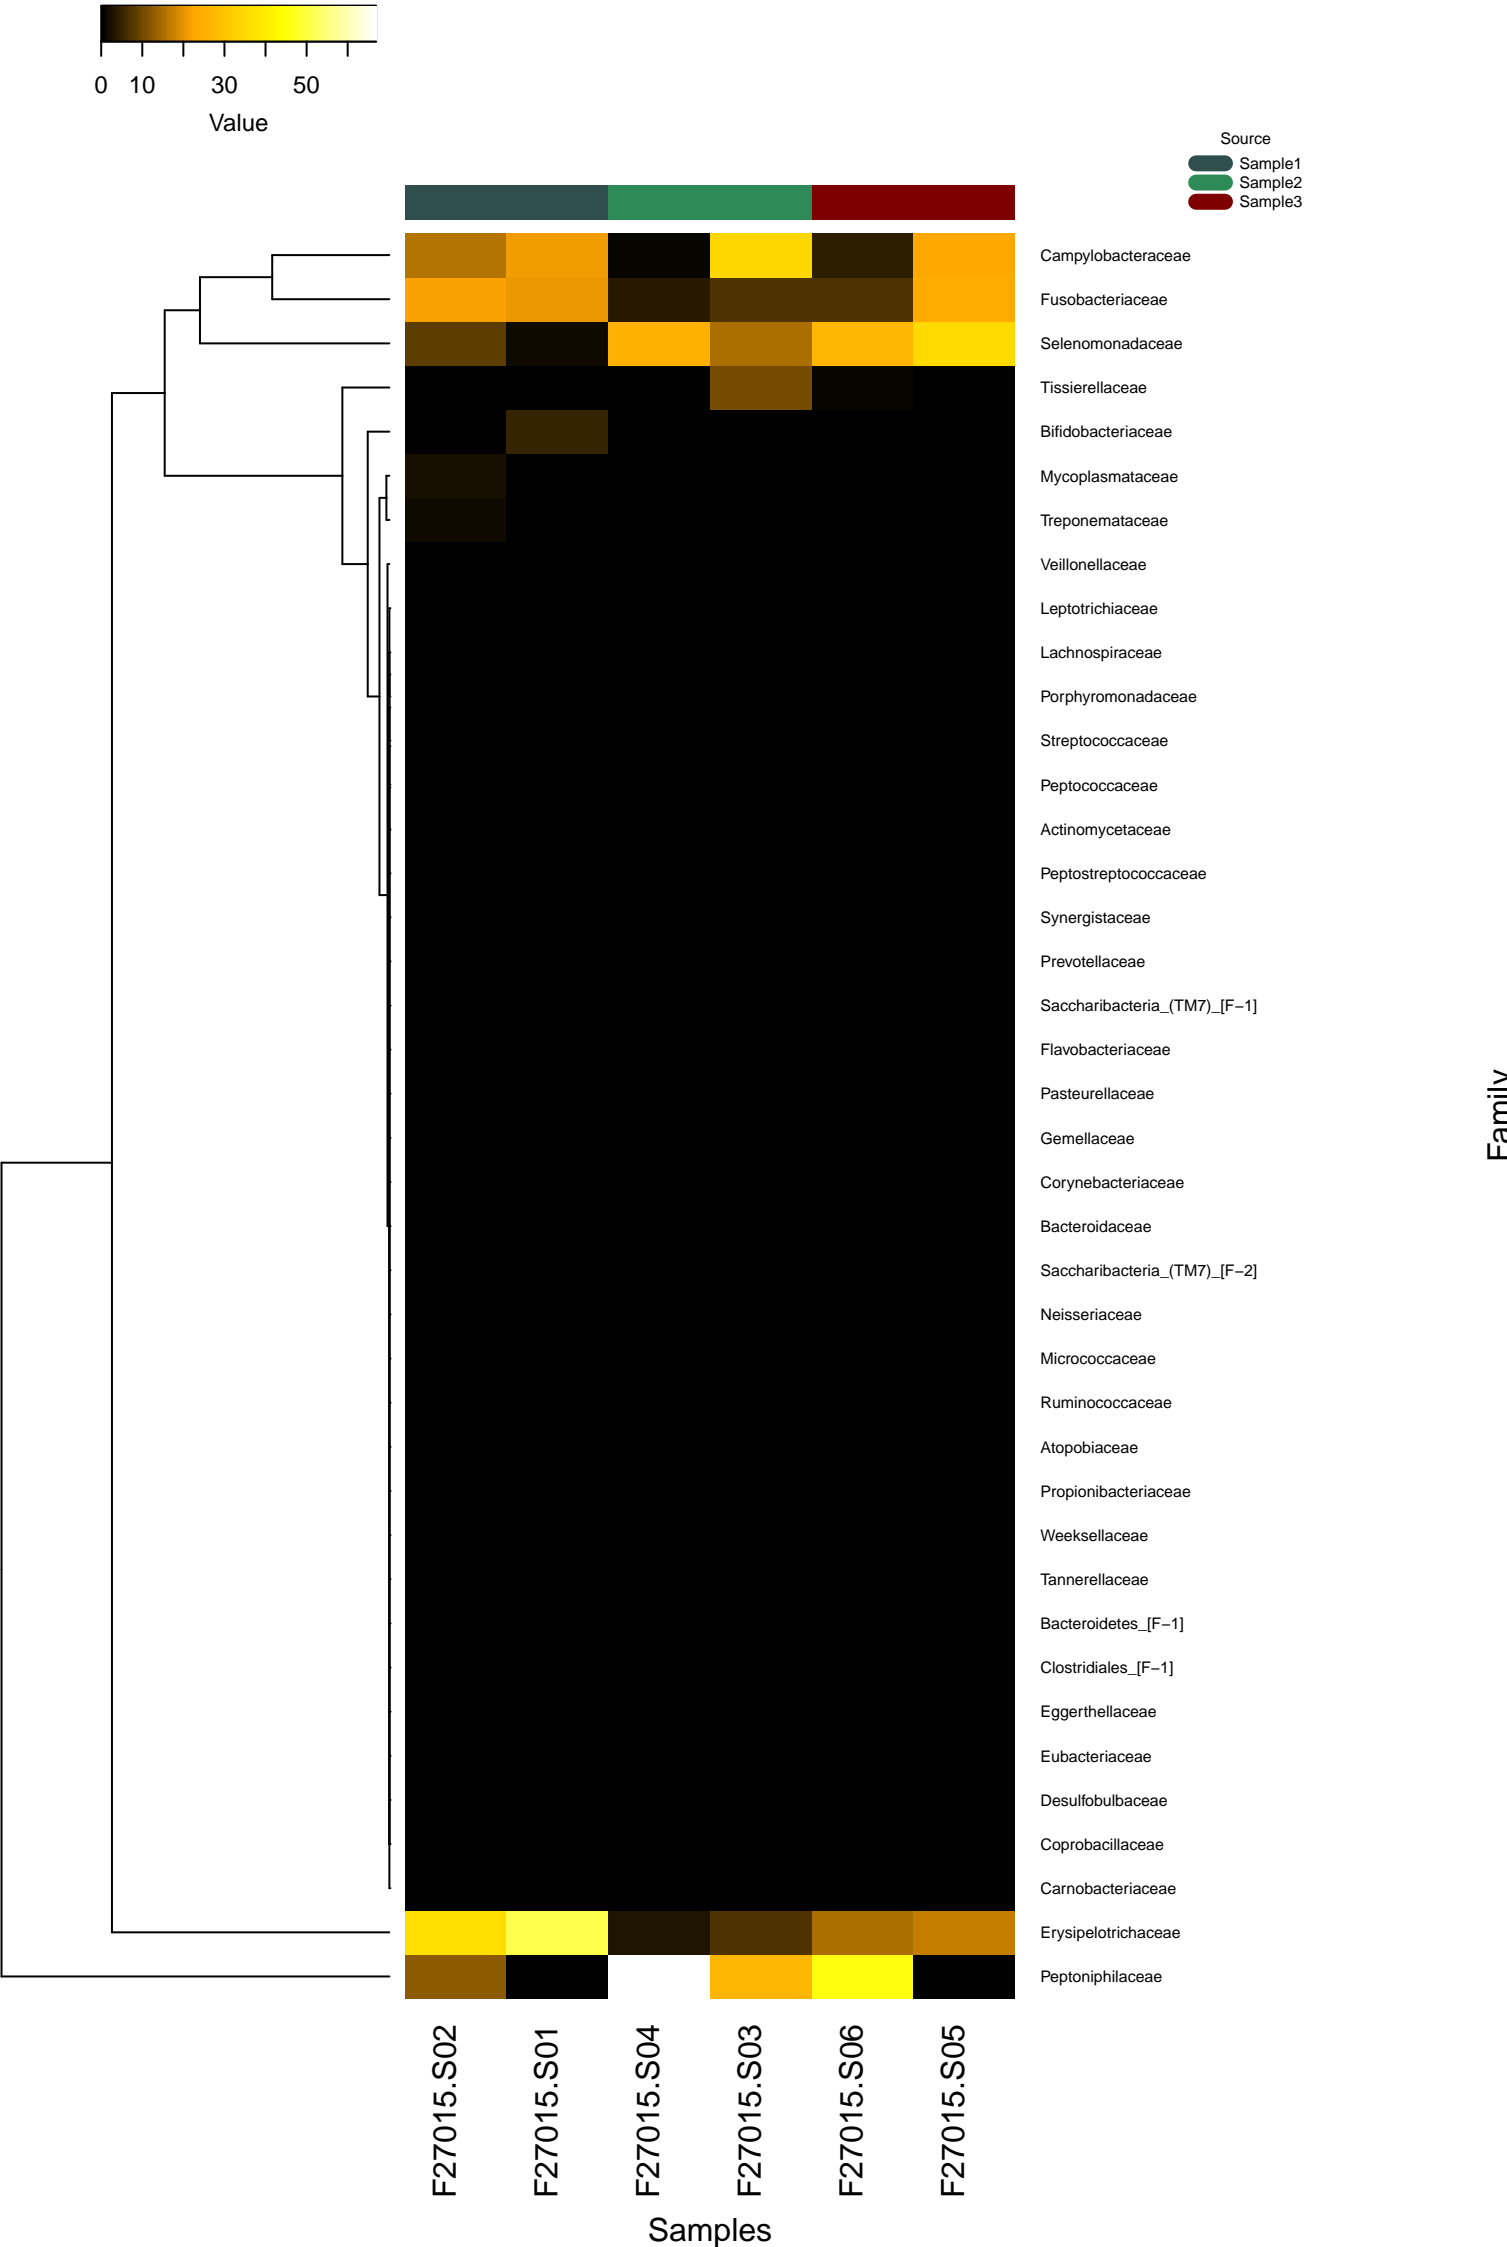 0 10 30 50
Value
Source
Sample1
Sample2
Sample3
Campylobacteraceae
Fusobacteriaceae
Selenomonadaceae
Tissierellaceae
Bifidobacteriaceae
Mycoplasmataceae
Treponemataceae
Veillonellaceae
Leptotrichiaceae
Lachnospiraceae
Porphyromonadaceae
Streptococcaceae
Peptococcaceae
Actinomycetaceae
Peptostreptococcaceae
Synergistaceae
Prevotellaceae
Saccharibacteria_(TM7)_[F−1]
Flavobacteriaceae
Pasteurellaceae
Gemellaceae
Corynebacteriaceae
Bacteroidaceae
Saccharibacteria_(TM7)_[F−2]
Neisseriaceae
Micrococcaceae
Ruminococcaceae
Atopobiaceae
Propionibacteriaceae
Weeksellaceae
Tannerellaceae
Bacteroidetes_[F−1]
Clostridiales_[F−1]
Eggerthellaceae
Eubacteriaceae
Desulfobulbaceae
Coprobacillaceae
Carnobacteriaceae
Erysipelotrichaceae
Peptoniphilaceae
Family
F27015.S02
F27015.S01
F27015.S04
F27015.S03
F27015.S06
F27015.S05
Samples